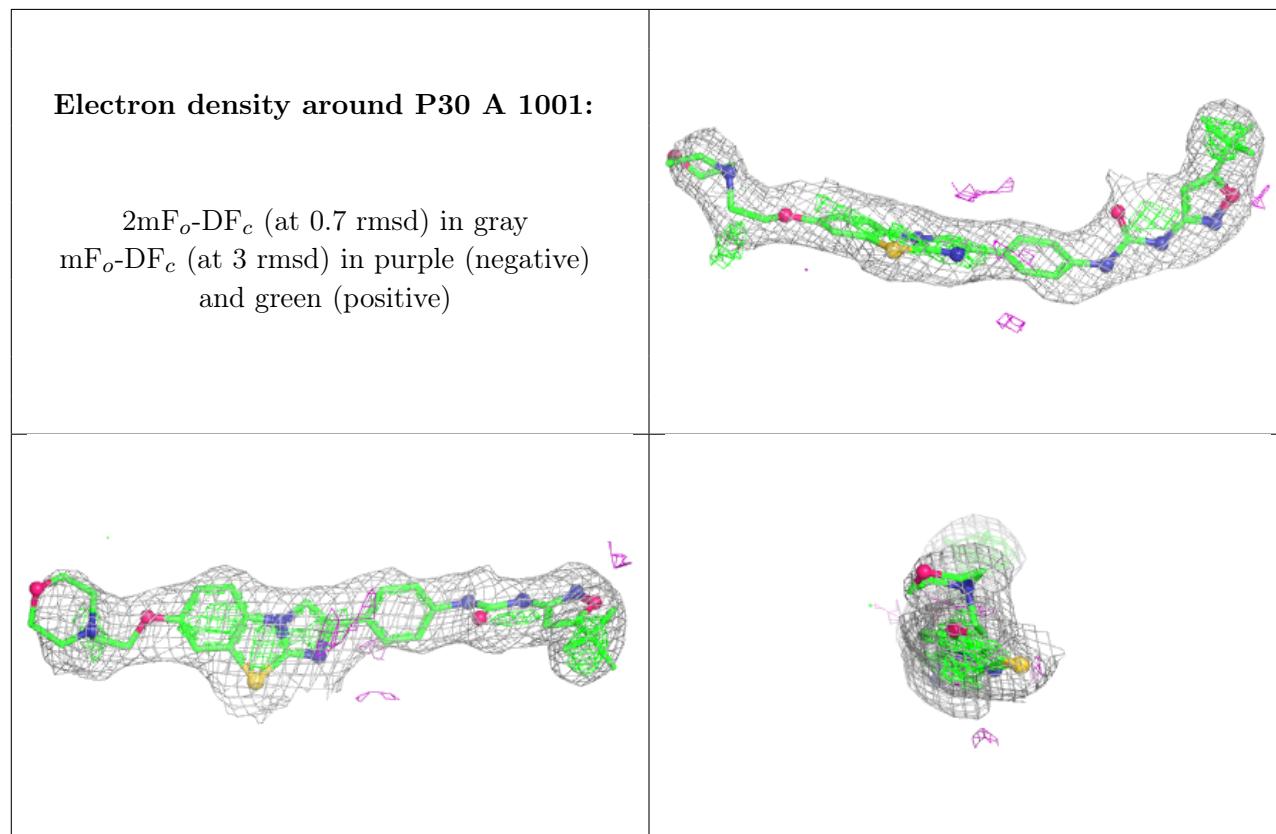 Electron density around P30 A 1001:
2mFo-DFc (at 0.7 rmsd) in gray
mFo-DFc (at 3 rmsd) in purple (negative)
and green (positive)